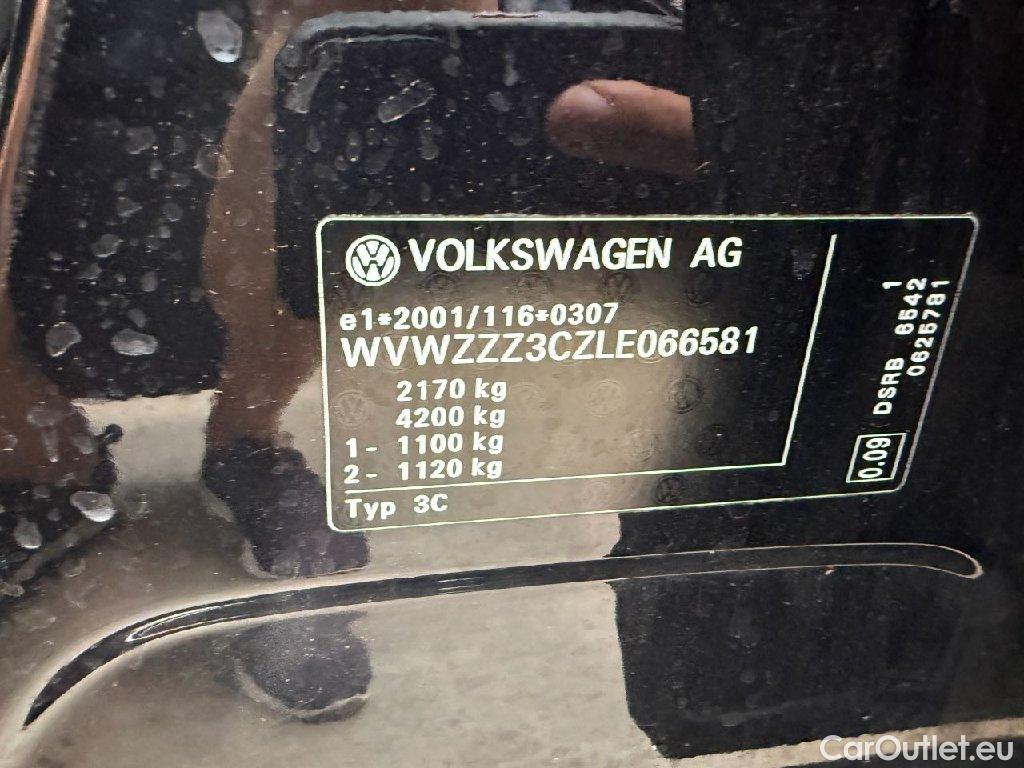 VOLKSWAGEN AG
e1*2001/116*0307
WVWZZZ3CZLE066581
2170 kg
4200 kg
1- 1100 kg
2- 1120 kg
Typ 3C
0.09 DSRB 6542 1
0625781
CarOutlet.eu